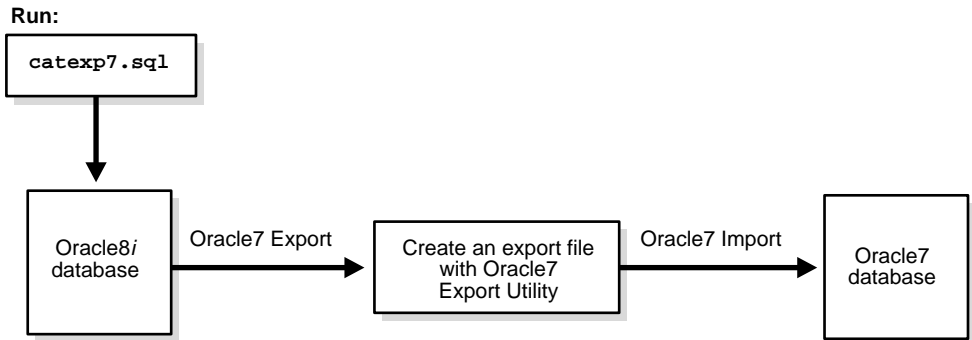 Run:
catexp7.sql
Oracle8i
database
Oracle7 Export
Create an export file
with Oracle7
Export Utility
Oracle7 Import
Oracle7
database